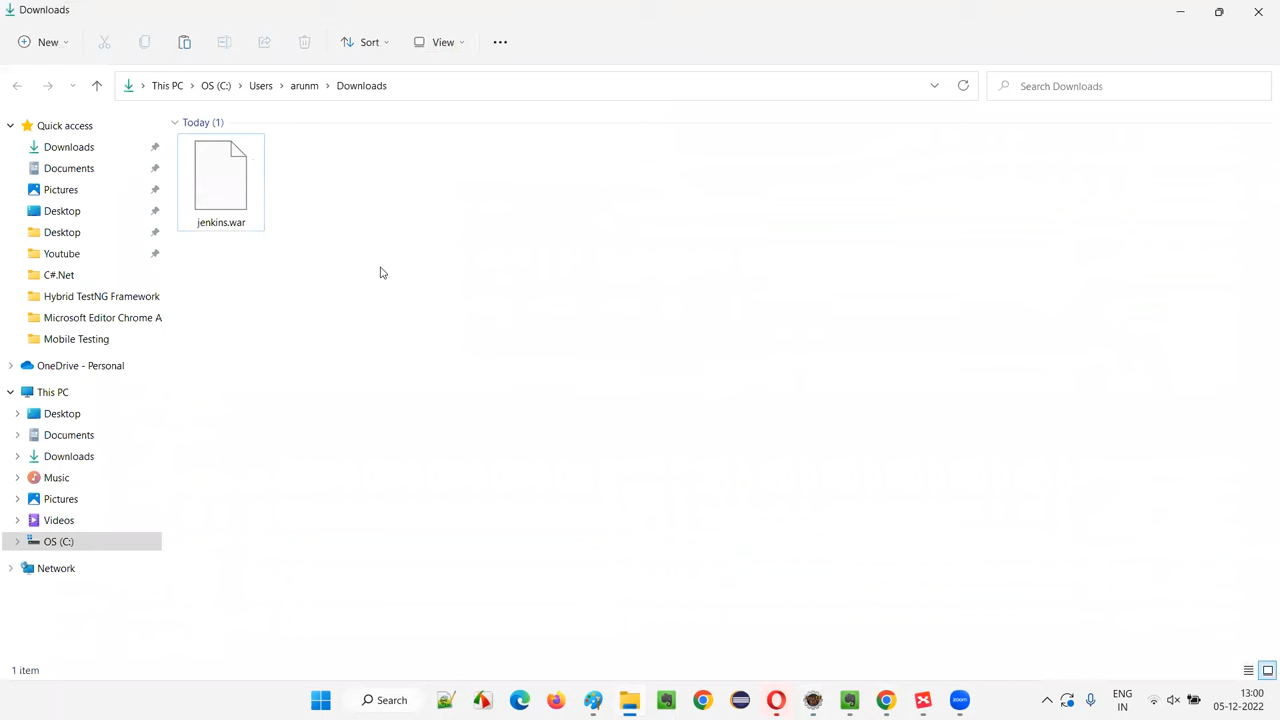 Downloads
New
Sort
View
This PC
OS (C:)
Users
arunm
Downloads
Search Downloads
Quick access
Downloads
Documents
Pictures
Desktop
Desktop
Youtube
C#.Net
Hybrid TestNG Framework
Microsoft Editor Chrome A
Mobile Testing
OneDrive - Personal
This PC
Desktop
Documents
Downloads
Music
Pictures
Videos
OS (C:)
Network
Today (1)
jenkins.war
1 item
Search
zoom
ENG
IN
13:00
05-12-2022